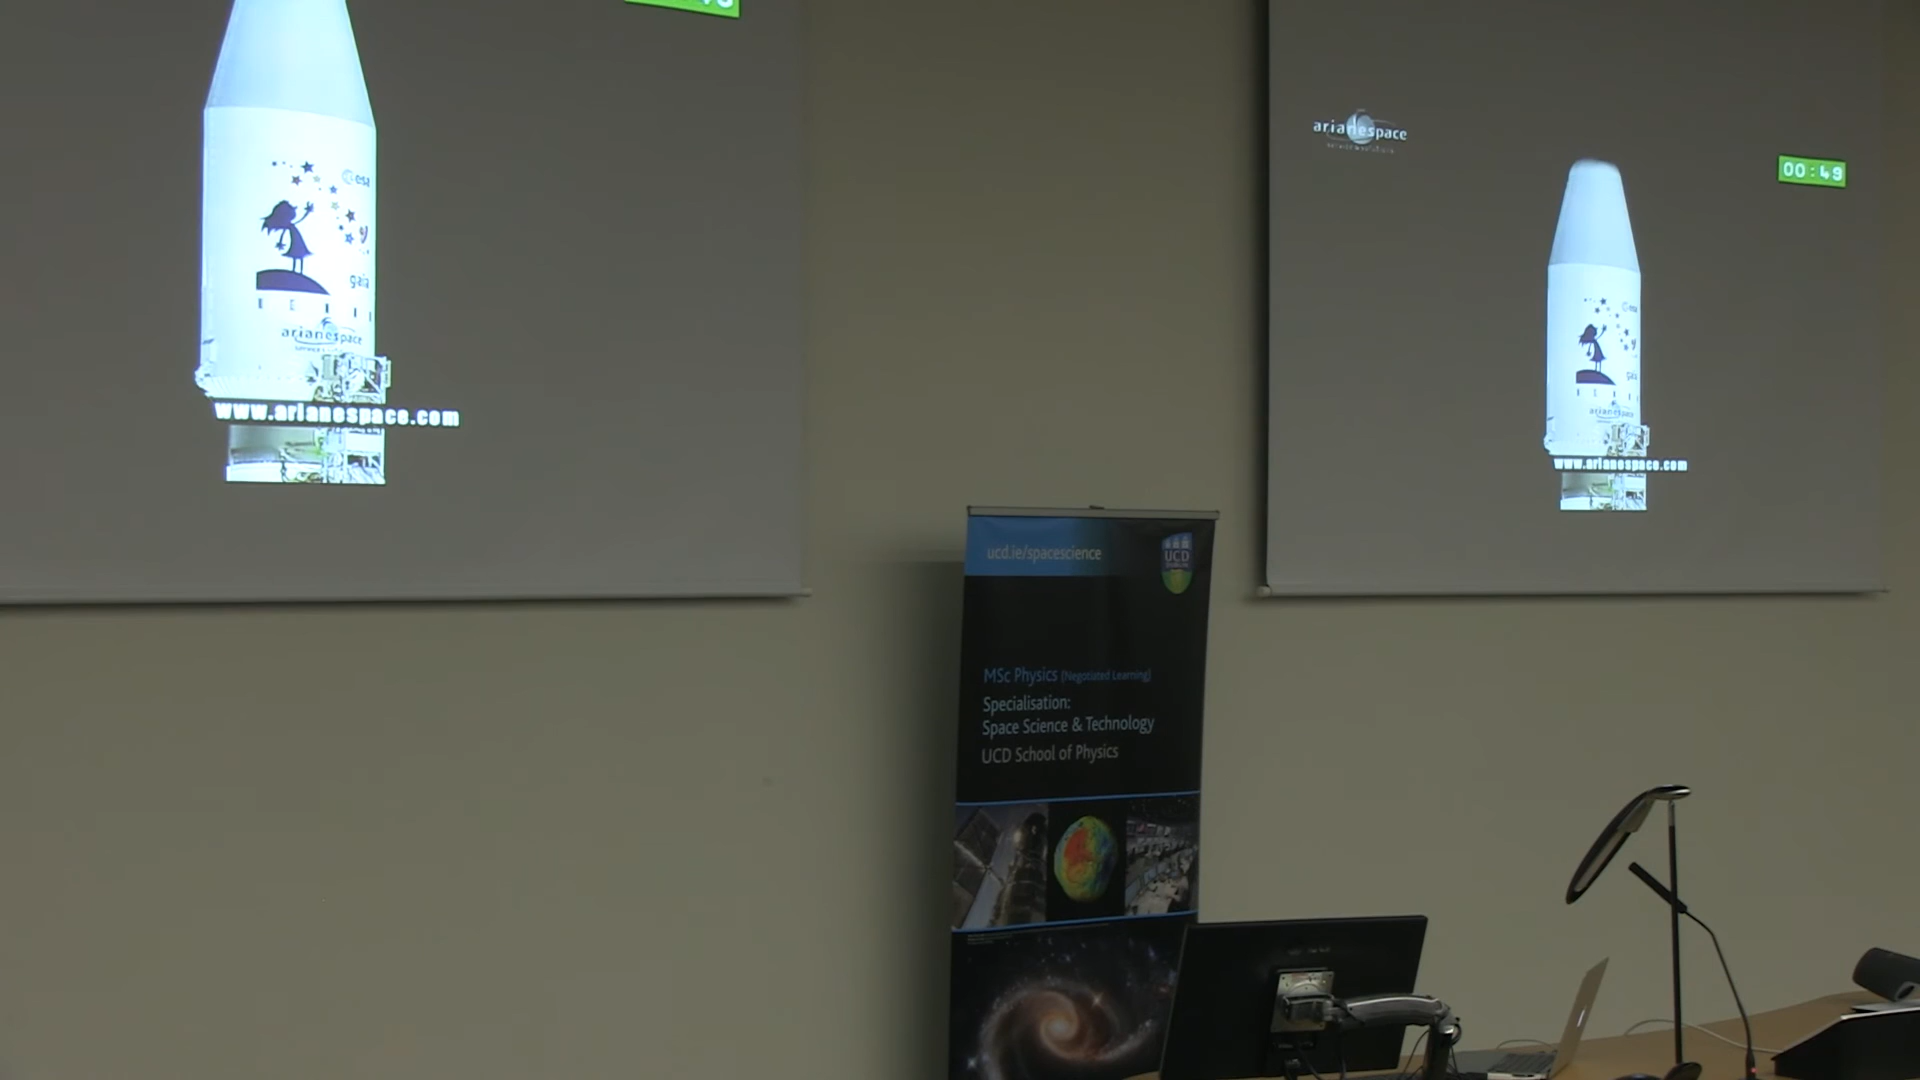 esa
gaia
arianespace
www.arianespace.com
arianespace
00:49
esa
gaia
arianespace
www.arianespace.com
ucd.ie/spacescience
UCD
MSc Physics (Negotiated Learning)
Specialisation:
Space Science & Technology
UCD School of Physics